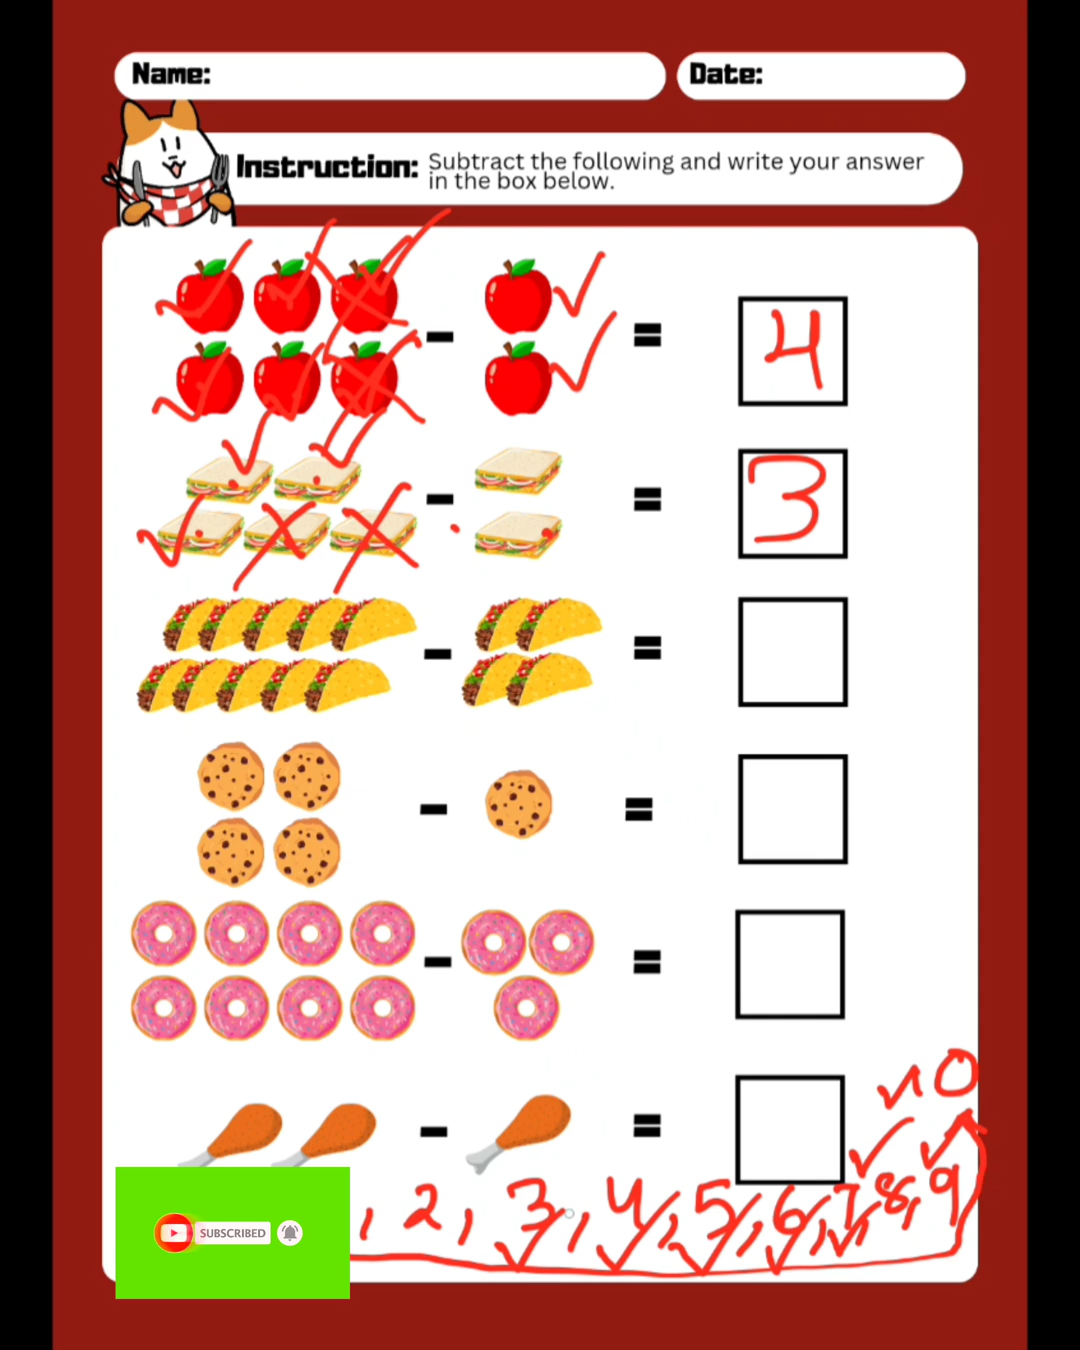 Name:
Date:
Instruction: Subtract the following and write your answer
in the box below.
- = 4
- = 3
- =
- =
- =
- =
10
, 2, 3, 4, 5, 6, 7, 8, 9
SUBSCRIBED